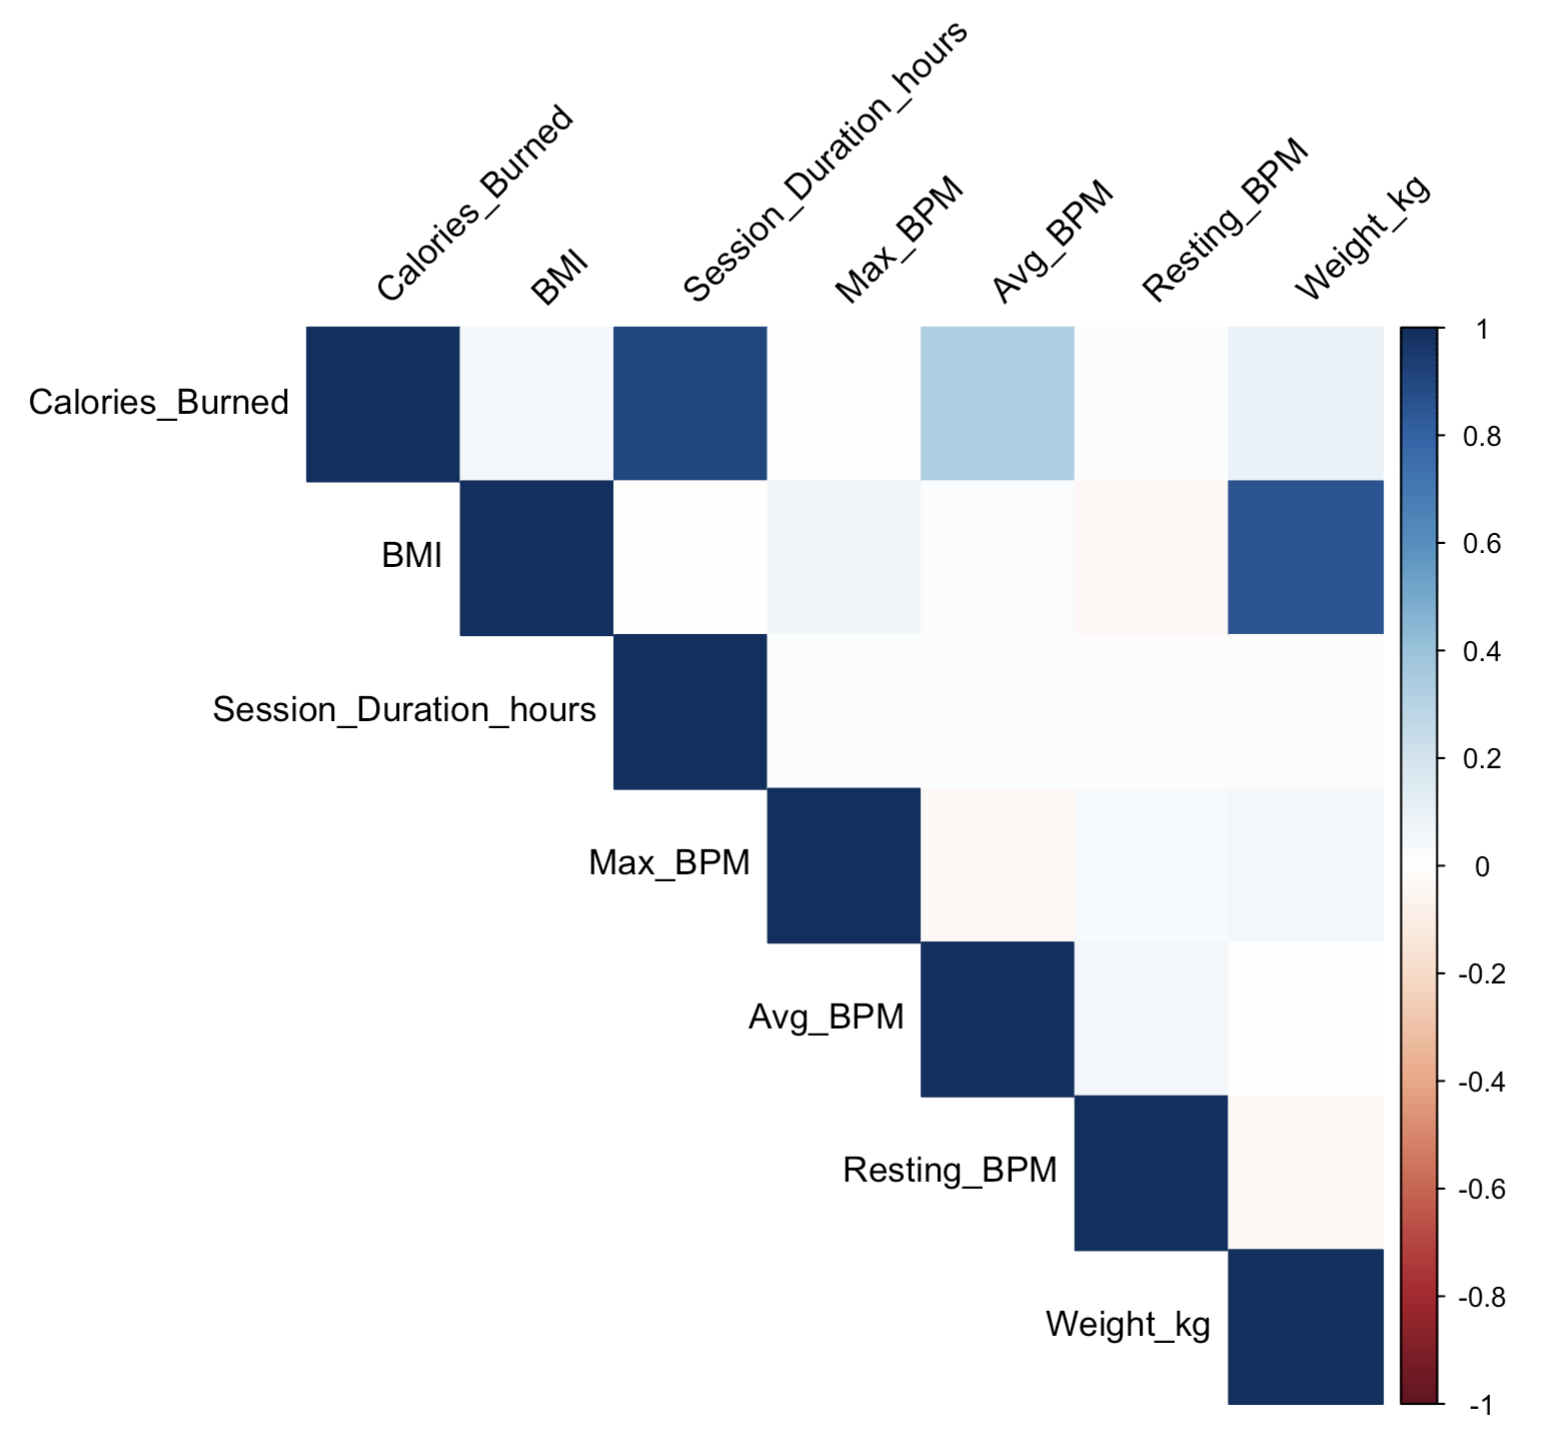 Calories_Burned
BMI
Session_Duration_hours
Max_BPM
Avg_BPM
Resting_BPM
Weight_kg
Calories_Burned
BMI
Session_Duration_hours
Max_BPM
Avg_BPM
Resting_BPM
Weight_kg
1
0.8
0.6
0.4
0.2
0
-0.2
-0.4
-0.6
-0.8
-1